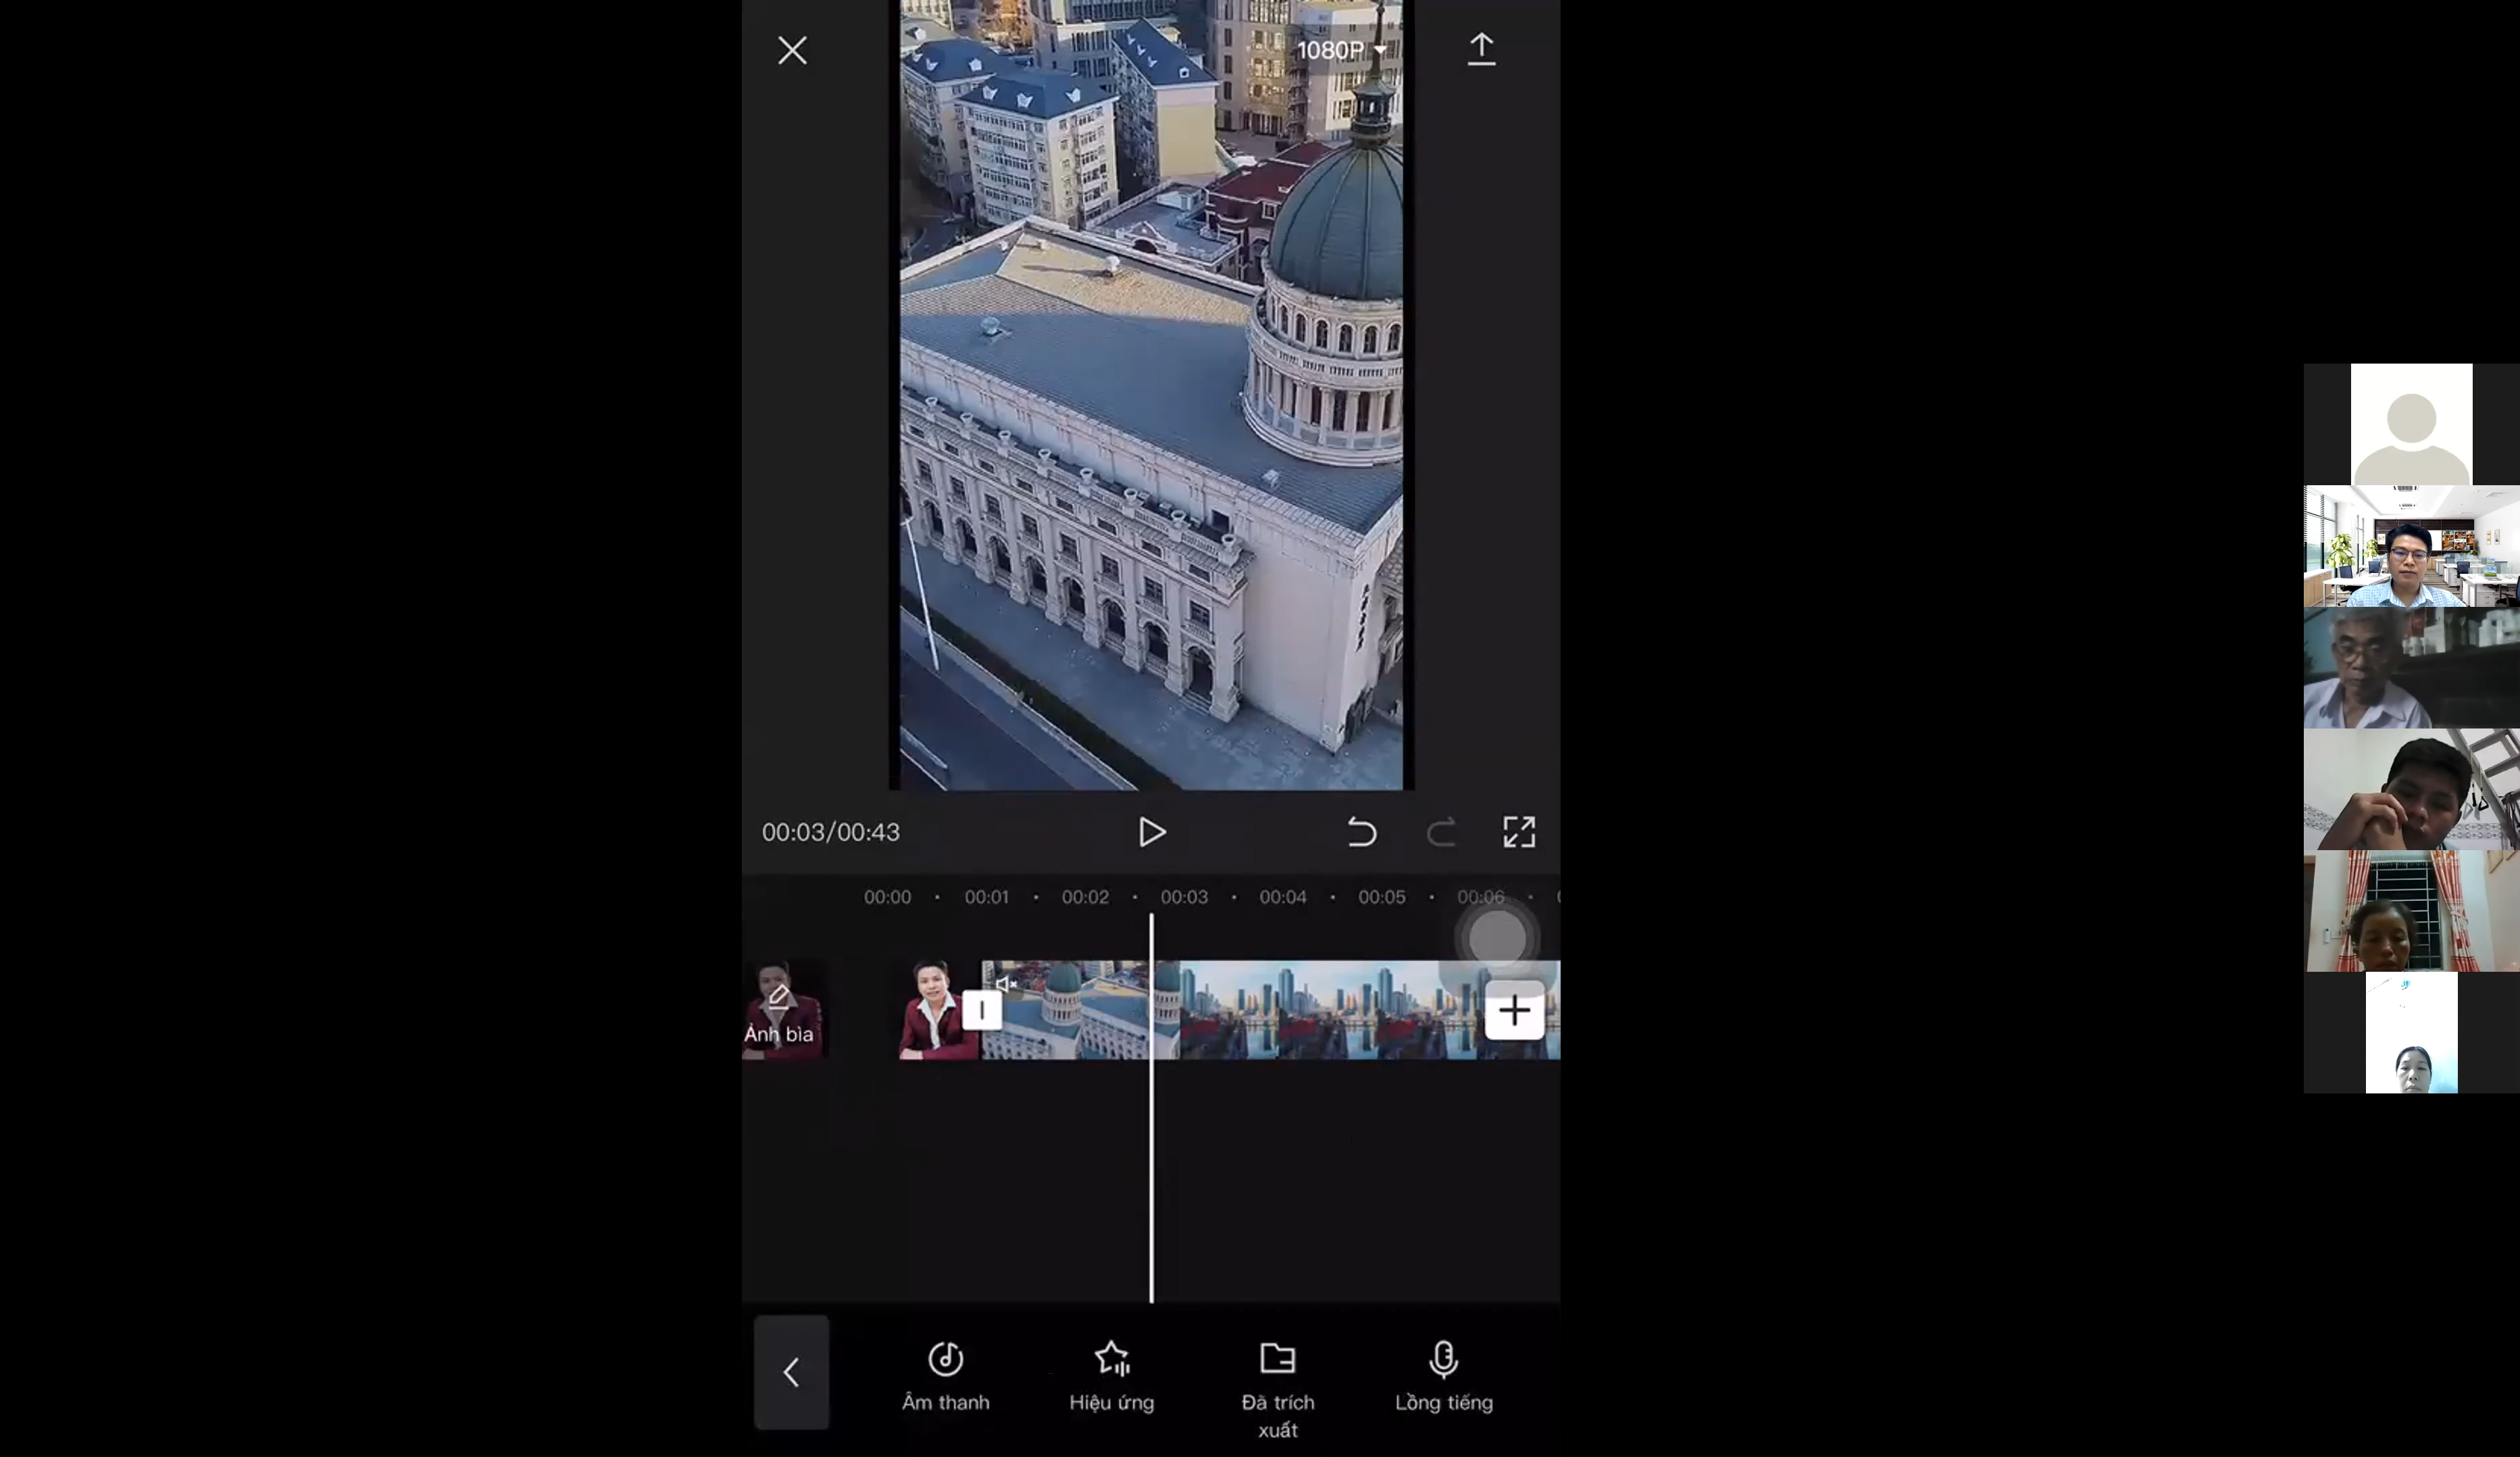 1080P
00:03/00:43
00:00 00:01 00:02 00:03 00:04 00:05 00:06
Ảnh bìa
Âm thanh
Hiệu ứng
Đã trích
xuất
Lồng tiếng